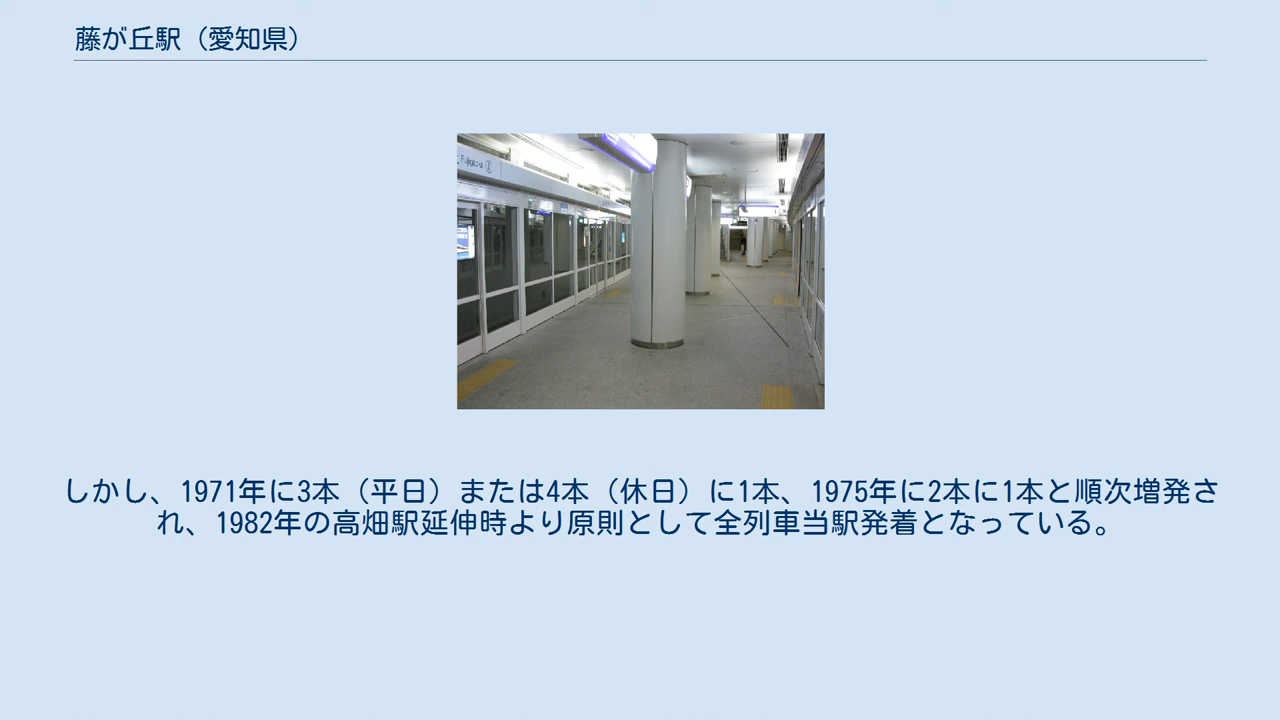 藤が丘駅（愛知県）
Fujigaoka
しかし、1971年に3本（平日）または4本（休日）に1本、1975年に2本に1本と順次増発さ
れ、1982年の高畑駅延伸時より原則として全列車当駅発着となっている。